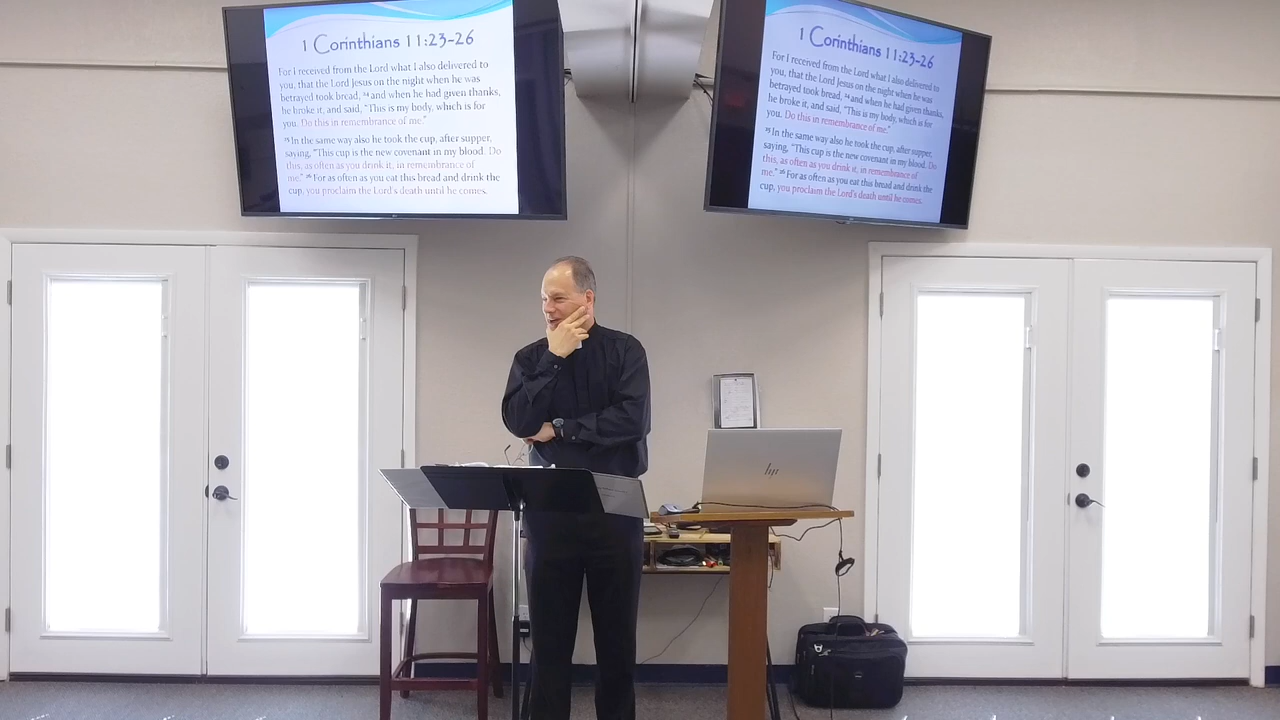 1 Corinthians 11:23-26
For I received from the Lord what I also delivered to
you, that the Lord Jesus on the night when he was
betrayed took bread, 24 and when he had given thanks,
he broke it, and said, "This is my body, which is for
you. Do this in remembrance of me."
25 In the same way also he took the cup, after supper,
saying, "This cup is the new covenant in my blood. Do
this, as often as you drink it, in remembrance of
me." 26 For as often as you eat this bread and drink the
cup, you proclaim the Lord's death until he comes.
1 Corinthians 11:23-26
For I received from the Lord what I also delivered to
you, that the Lord Jesus on the night when he was
betrayed took bread, 24 and when he had given thanks,
he broke it, and said, "This is my body, which is for
you. Do this in remembrance of me."
25 In the same way also he took the cup, after supper,
saying, "This cup is the new covenant in my blood. Do
this, as often as you drink it, in remembrance of
me." 26 For as often as you eat this bread and drink the
cup, you proclaim the Lord's death until he comes.
hp